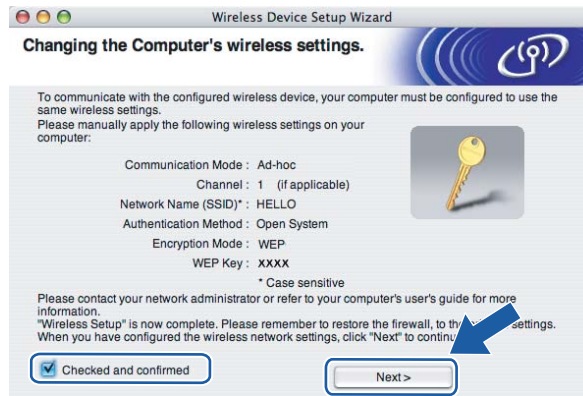 Wireless Device Setup Wizard
Changing the Computer's wireless settings.
To communicate with the configured wireless device, your computer must be configured to use the
same wireless settings.
Please manually apply the following wireless settings on your
computer:
Communication Mode : Ad-hoc
Channel : 1 (if applicable)
Network Name (SSID)* : HELLO
Authentication Method : Open System
Encryption Mode : WEP
WEP Key : XXXX
* Case sensitive
Please contact your network administrator or refer to your computer's user's guide for more
information.
"Wireless Setup" is now complete. Please remember to restore the firewall, to the settings.
When you have configured the wireless network settings, click "Next" to
Checked and confirmed
Next >